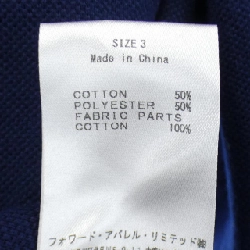 SIZE 3
Made in China
COTTON 50%
POLYESTER 50%
FABRIC PARTS
COTTON 100%
フォワード・アパレル・リミテッド㈱